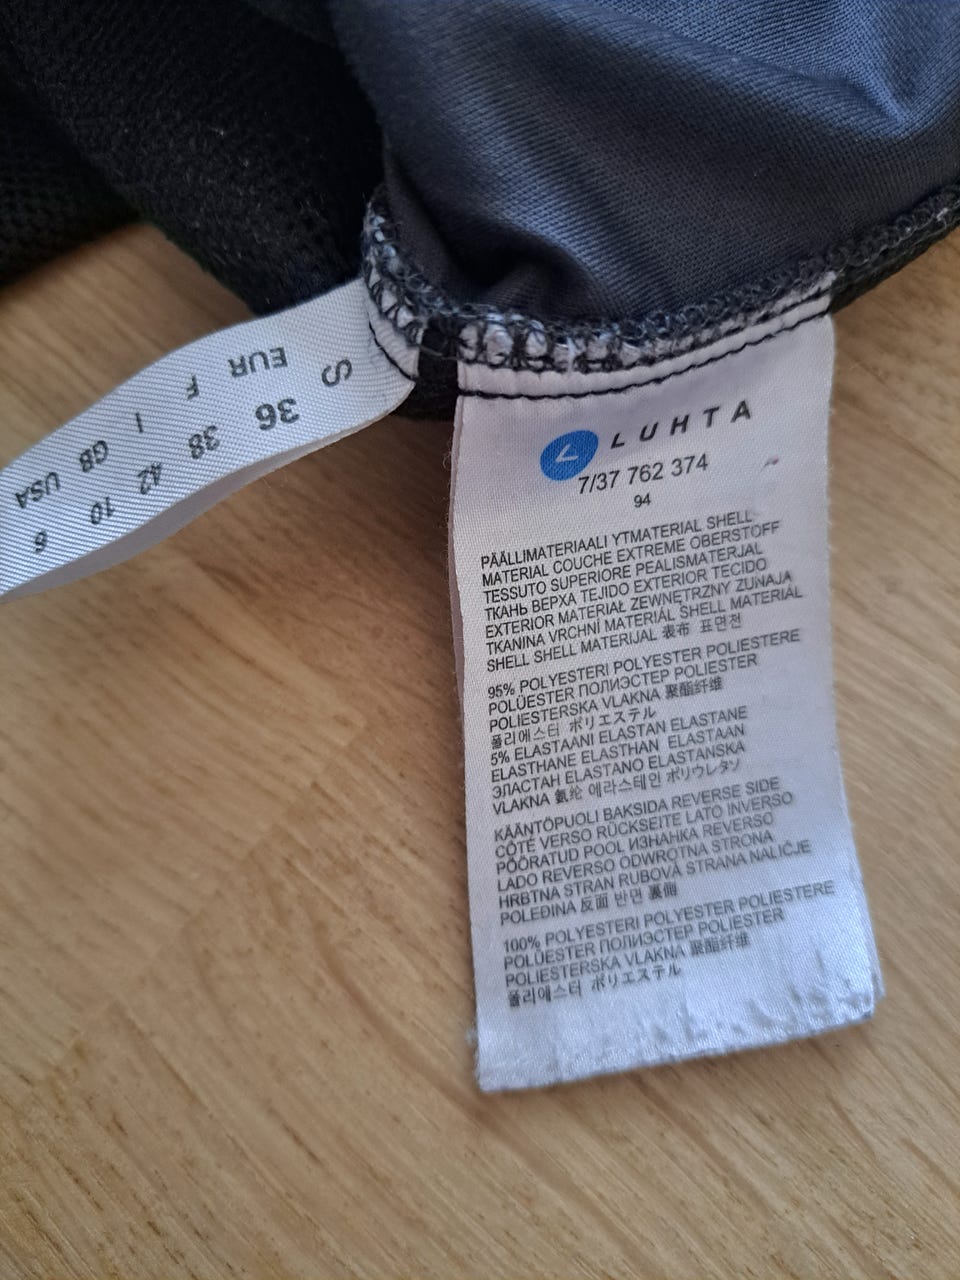 S
EUR 36
F 38
I 42
GB 10
USA 6
LUHTA
7/37 762 374
94
PÄÄLLIMATERIAALI YTMATERIAL SHELL
MATERIAL COUCHE EXTREME OBERSTOFF
TESSUTO SUPERIORE PEALISMATERJAL
ТКАНЬ ВЕРХА TEJIDO EXTERIOR TECIDO
EXTERIOR MATERIAŁ ZEWNĘTRZNY ZUNAJA
TKANINA VRCHNÍ MATERIÁL SHELL MATERIÁL
SHELL SHELL MATERIJAL 表布 표면전
95% POLYESTERI POLYESTER POLIESTERE
POLÜESTER ПОЛИЭСТЕР POLIESTER
POLIESTERSKA VLAKNA 聚酯纤维
폴리에스터 ポリエステル
5% ELASTAANI ELASTAN ELASTANE
ELASTHANE ELASTHAN ELASTAAN
ЭЛАСТАН ELASTANO ELASTANSKA
VLAKNA 氨纶 에라스테인 ポリウレタン
KÄÄNTÖPUOLI BAKSIDA REVERSE SIDE
CÔTÉ VERSO RÜCKSEITE LATO INVERSO
PÖÖRATUD POOL ИЗНАНКА REVERSO
LADO REVERSO ODWROTNA STRONA
HRBTNA STRAN RUBOVÁ STRANA NALIČJE
POLEĐINA 反面 반면 裏側
100% POLYESTERI POLYESTER POLIESTERE
POLÜESTER ПОЛИЭСТЕР POLIESTER
POLIESTERSKA VLAKNA 聚酯纤维
폴리에스터 ポリエステル